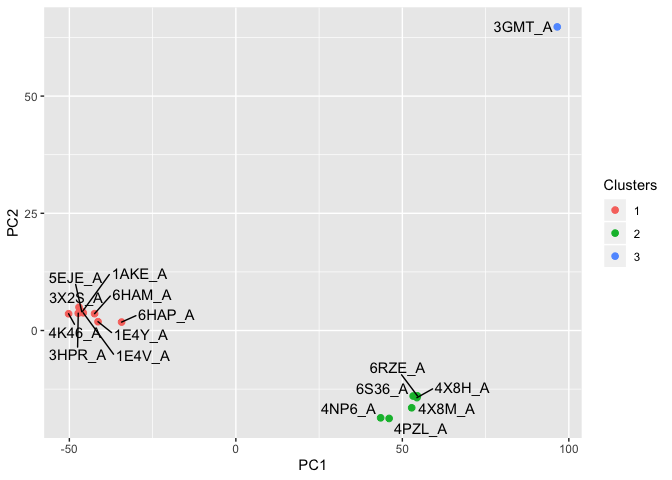 3GMT_A
50
25
0
PC2
5EJE_A
1AKE_A
3X2S_A
6HAM_A
6HAP_A
4K46_A
1E4Y_A
3HPR_A
1E4V_A
6RZE_A
6S36_A
4X8H_A
4NP6_A
4X8M_A
4PZL_A
-50
0
50
100
PC1
Clusters
1
2
3